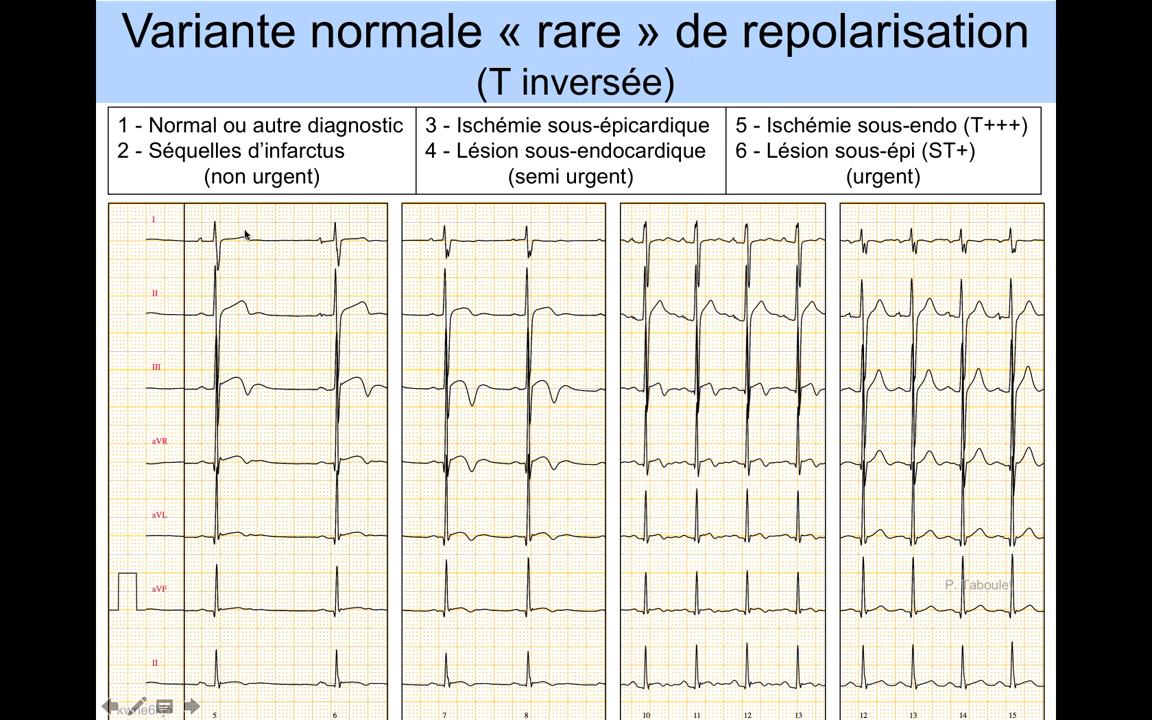 Variante normale « rare » de repolarisation
(T inversée)
1 - Normal ou autre diagnostic
2 - Séquelles d’infarctus
(non urgent)
3 - Ischémie sous-épicardique
4 - Lésion sous-endocardique
(semi urgent)
5 - Ischémie sous-endo (T+++)
6 - Lésion sous-épi (ST+)
(urgent)
I
II
III
aVR
aVL
aVF
P. Taboulet
II
5 6 7 8 10 11 12 13 12 13 14 15